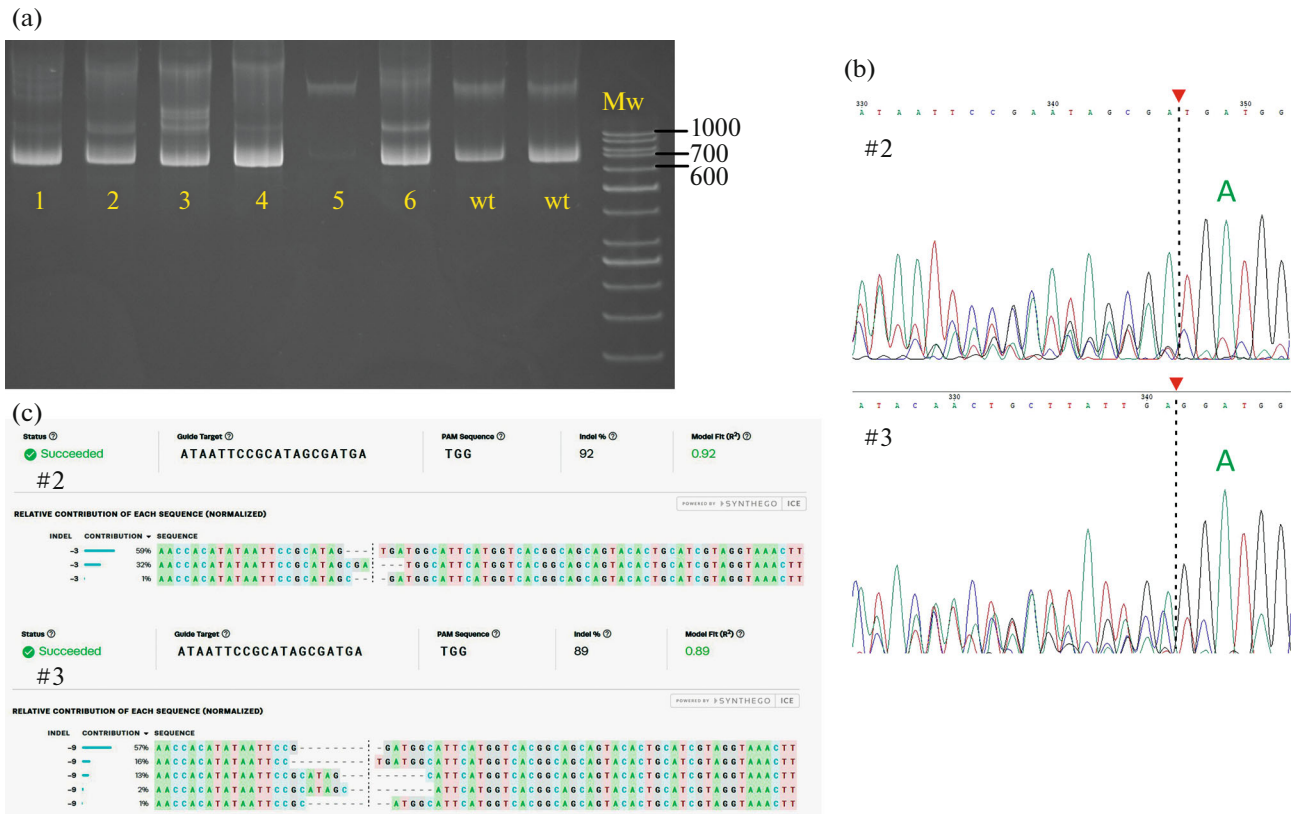 (a)
Mw
1000
700
600
1 2 3 4 5 6 wt wt
(b)
330 340 350
A T A A T T C C G A A T A G C G A T G A T G G
#2
A
330 340
A T A C A A C T G C T T A T T G A G G A T G G
#3
A
(c)
Status Guide Target PAM Sequence Indel % Model Fit (R²)
Succeeded ATAATTCCGCATAGCGATGA TGG 92 0.92
#2
POWERED BY SYNTHEGO ICE
RELATIVE CONTRIBUTION OF EACH SEQUENCE (NORMALIZED)
INDEL CONTRIBUTION SEQUENCE
-3 59% AACCACATATAATTCCGCATAG---TGATGGCATTCATGGTCACGGCAGCAGTACACTGCATCGTAGGTAAACTT
-3 32% AACCACATATAATTCCGCATAGCGA---TGGCATTCATGGTCACGGCAGCAGTACACTGCATCGTAGGTAAACTT
-3 1% AACCACATATAATTCCGCATAGC---GATGGCATTCATGGTCACGGCAGCAGTACACTGCATCGTAGGTAAACTT
Status Guide Target PAM Sequence Indel % Model Fit (R²)
Succeeded ATAATTCCGCATAGCGATGA TGG 89 0.89
#3
POWERED BY SYNTHEGO ICE
RELATIVE CONTRIBUTION OF EACH SEQUENCE (NORMALIZED)
INDEL CONTRIBUTION SEQUENCE
-9 57% AACCACATATAATTCCG---------GATGGCATTCATGGTCACGGCAGCAGTACACTGCATCGTAGGTAAACTT
-9 16% AACCACATATAATTCC---------TGATGGCATTCATGGTCACGGCAGCAGTACACTGCATCGTAGGTAAACTT
-9 13% AACCACATATAATTCCGCATAG---------CATTCATGGTCACGGCAGCAGTACACTGCATCGTAGGTAAACTT
-9 2% AACCACATATAATTCCGCATAGC---------ATTCATGGTCACGGCAGCAGTACACTGCATCGTAGGTAAACTT
-9 1% AACCACATATAATTCCGC---------ATGGCATTCATGGTCACGGCAGCAGTACACTGCATCGTAGGTAAACTT